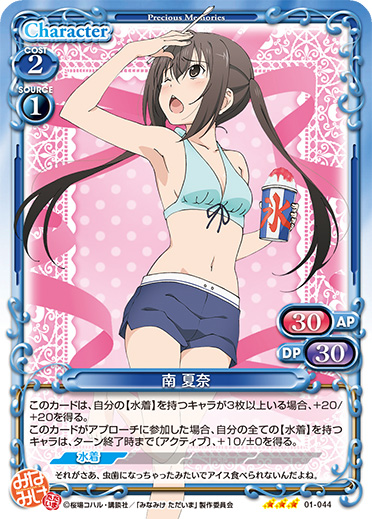 Precious Memories
Character
COST
2
SOURCE
1
氷
30 AP
DP 30
南 夏奈
このカードは、自分の【水着】を持つキャラが3枚以上いる場合、+20/
+20を得る。
このカードがアプローチに参加した場合、自分の全ての【水着】を持つ
キャラは、ターン終了時まで〔アクティブ〕、+10/±0を得る。
水着
それがさあ、虫歯になっちゃったみたいでアイス食べられないんだよね。
みなみけ
©桜場コハル・講談社/「みなみけ ただいま」製作委員会
01-044